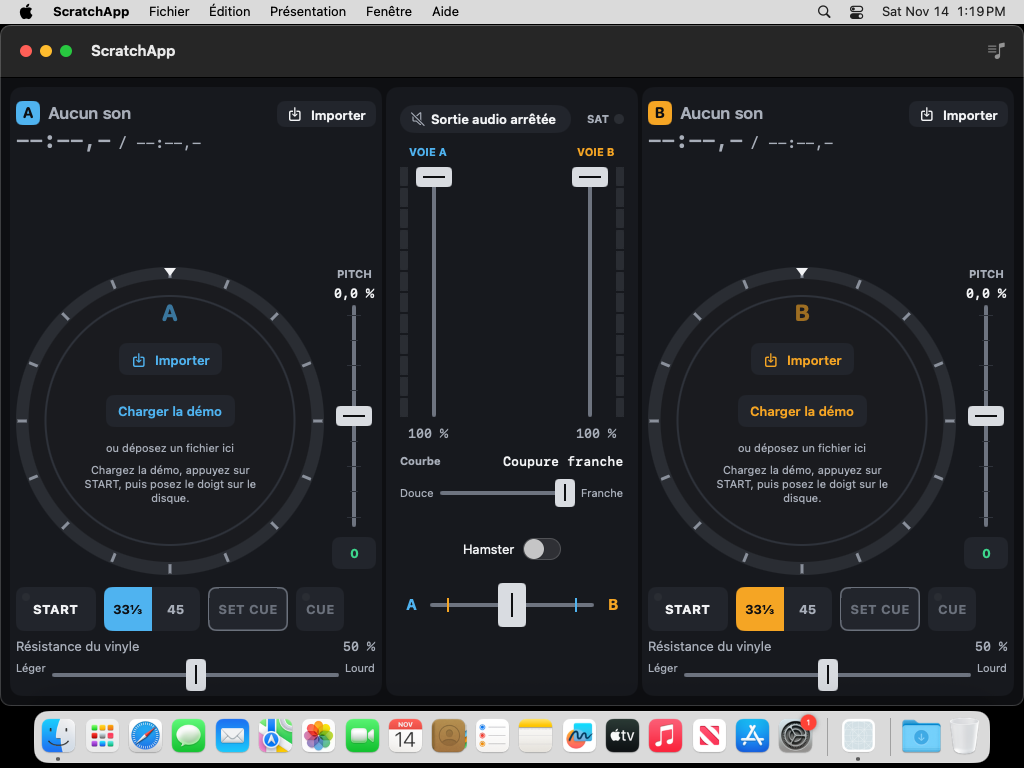 ScratchApp Fichier Édition Présentation Fenêtre Aide Sat Nov 14 1:19 PM
ScratchApp
A Aucun son Importer
--:--,- / --:--,-
PITCH
0,0 %
A
Importer
Charger la démo
ou déposez un fichier ici
Chargez la démo, appuyez sur
START, puis posez le doigt sur le
disque.
0
START 33⅓ 45 SET CUE CUE
Résistance du vinyle 50 %
Léger Lourd
Sortie audio arrêtée SAT
VOIE A VOIE B
100 % 100 %
Courbe Coupure franche
Douce Franche
Hamster
A B
B Aucun son Importer
--:--,- / --:--,-
PITCH
0,0 %
B
Importer
Charger la démo
ou déposez un fichier ici
Chargez la démo, appuyez sur
START, puis posez le doigt sur le
disque.
0
START 33⅓ 45 SET CUE CUE
Résistance du vinyle 50 %
Léger Lourd
NOV
14
tv
1